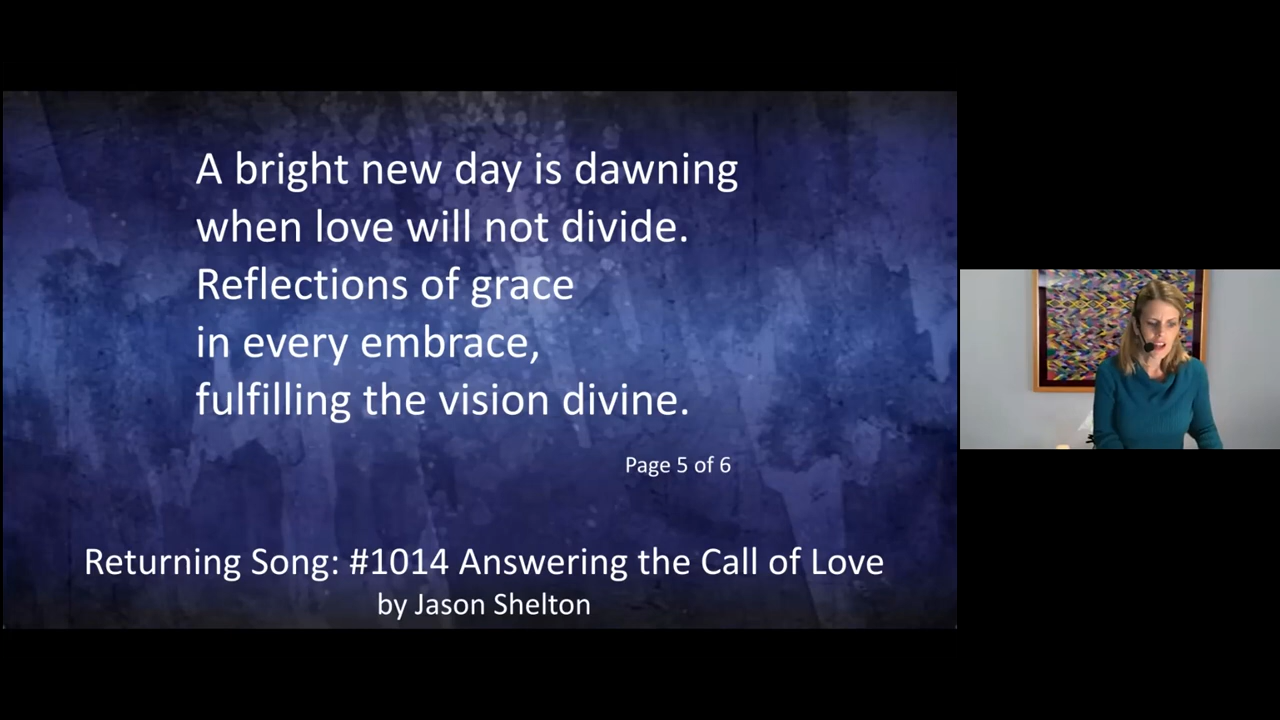 A bright new day is dawning
when love will not divide.
Reflections of grace
in every embrace,
fulfilling the vision divine.
Page 5 of 6
Returning Song: #1014 Answering the Call of Love
by Jason Shelton